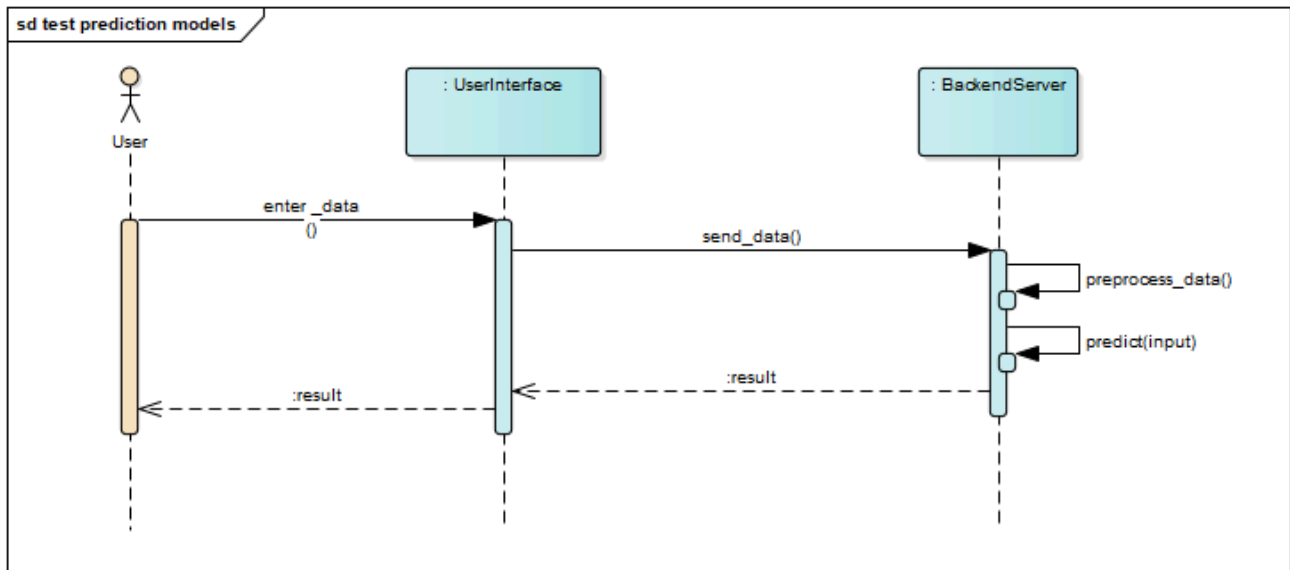 sd test prediction models
: UserInterface
: BackendServer
User
enter _data
()
send_data()
preprocess_data()
predict(input)
:result
:result